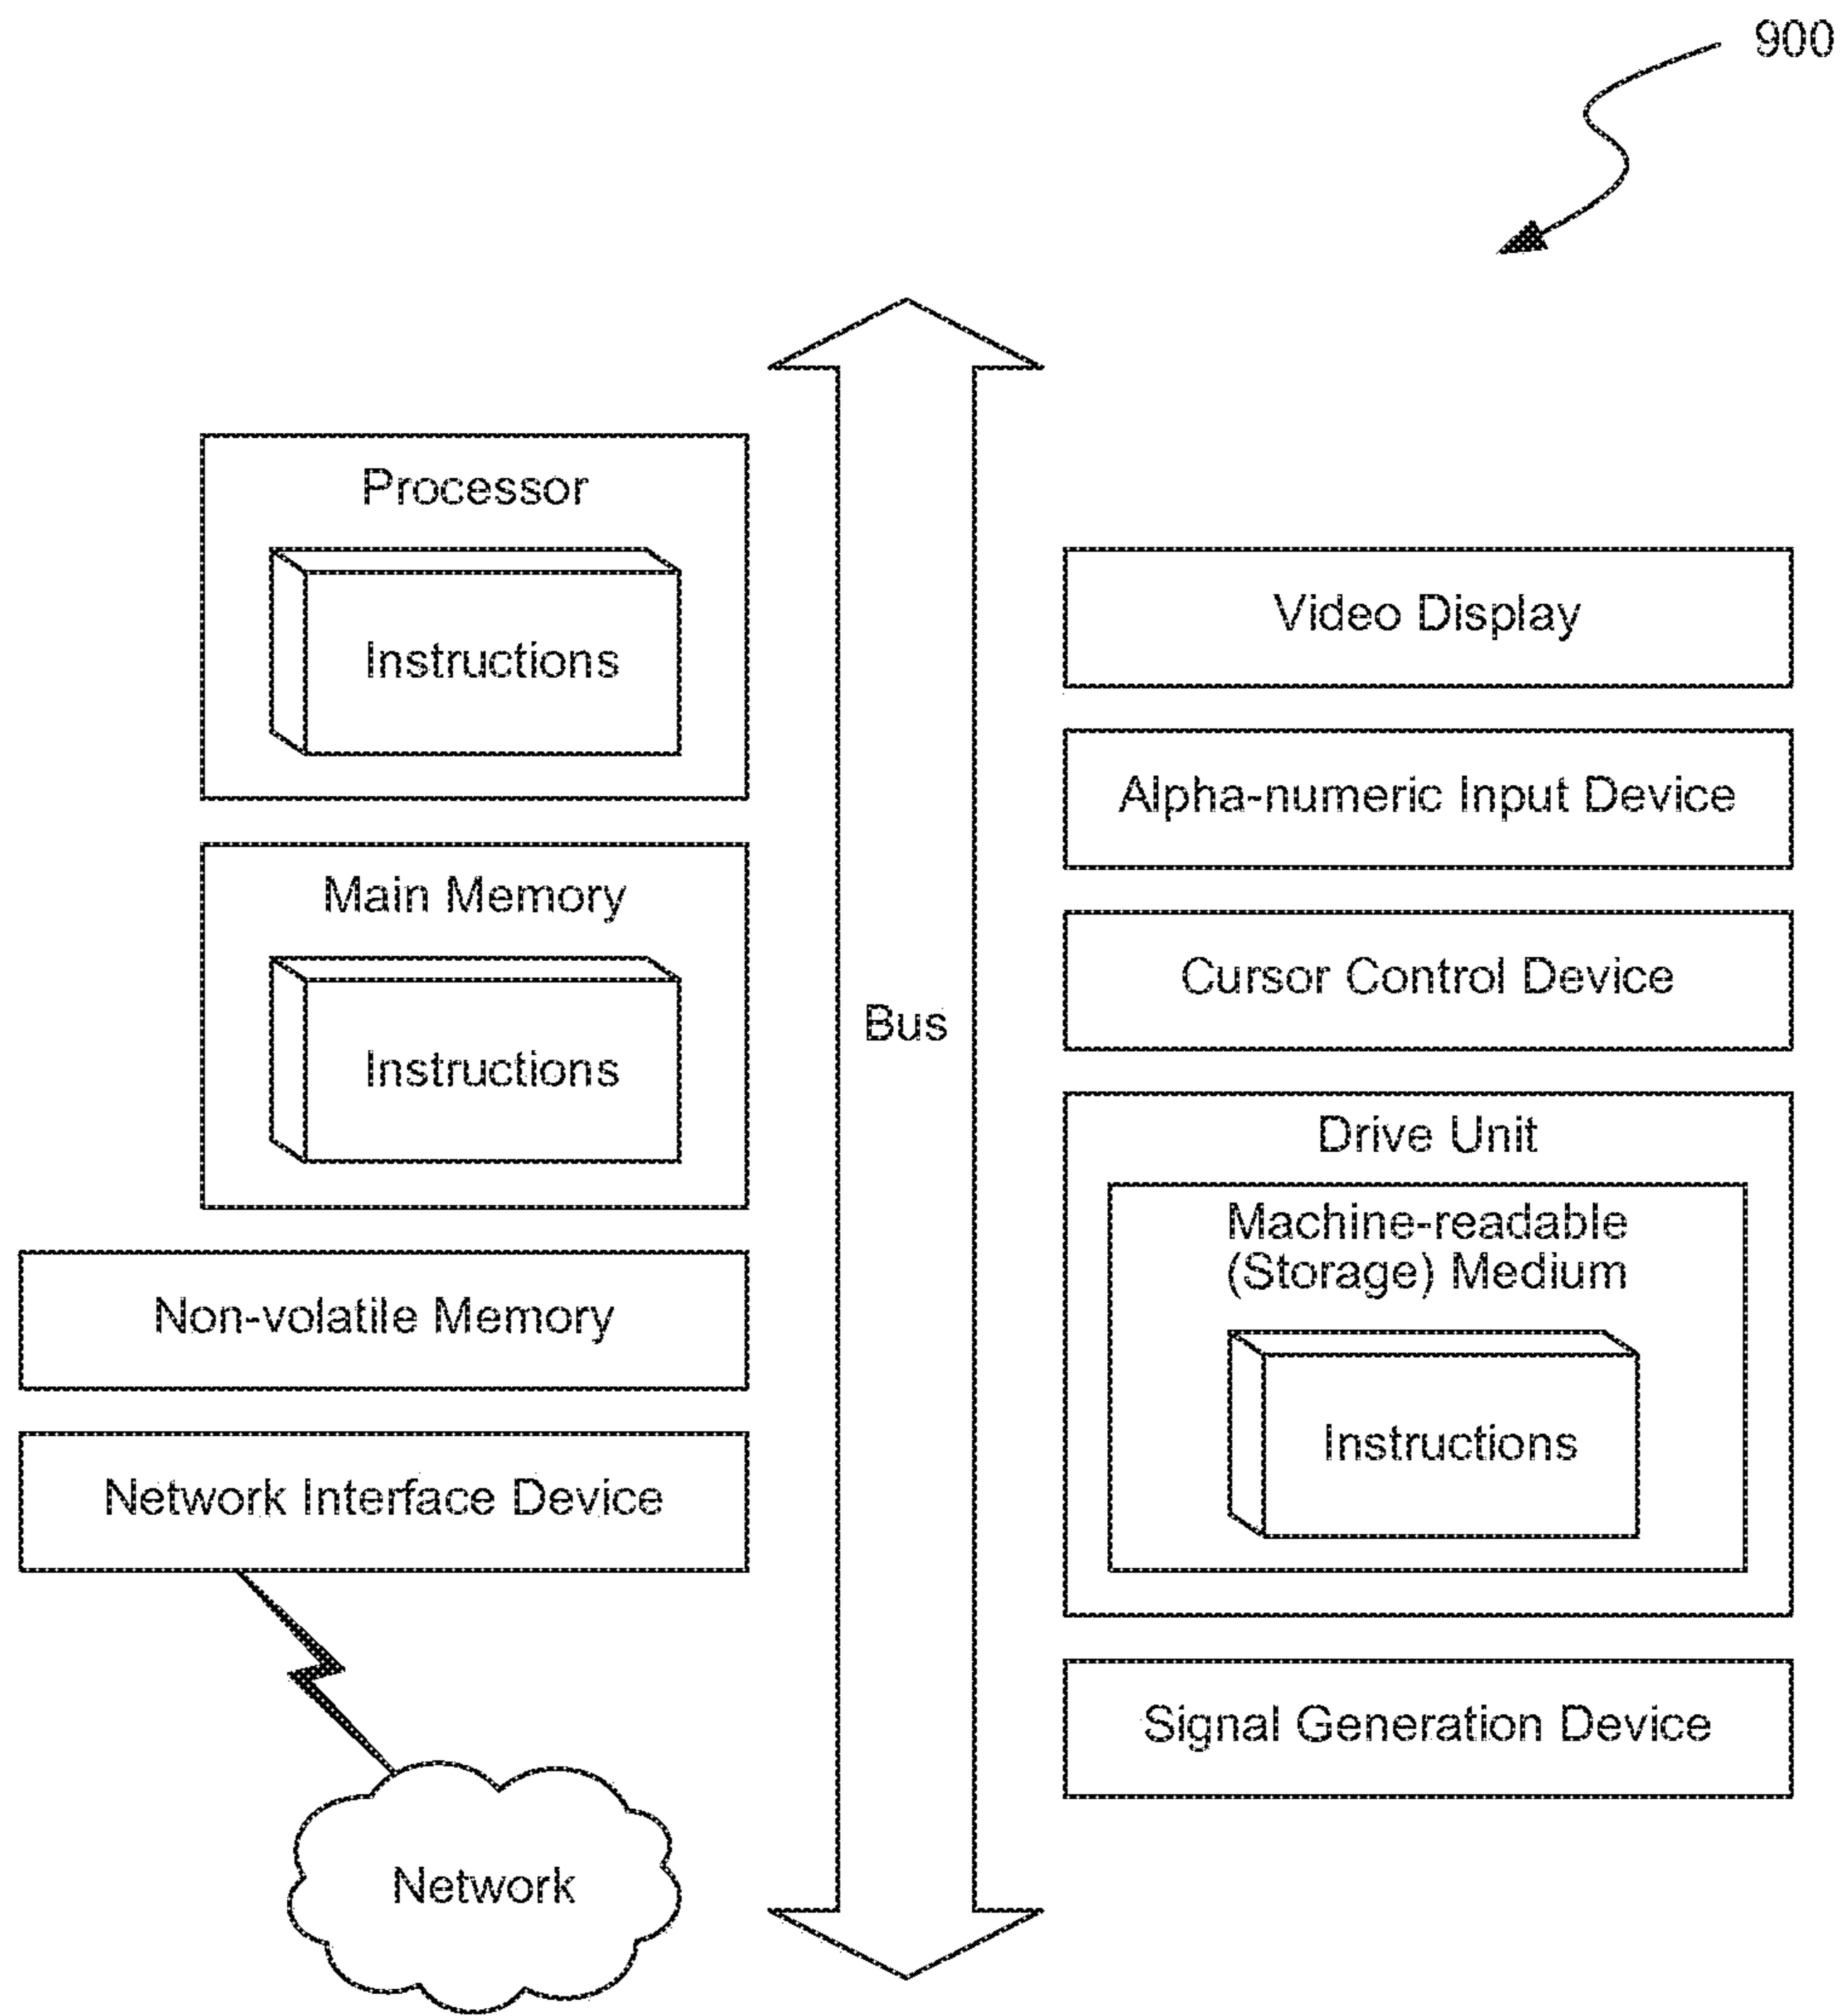 900
Processor
Instructions
Main Memory
Instructions
Non-volatile Memory
Network Interface Device
Network
Bus
Video Display
Alpha-numeric Input Device
Cursor Control Device
Drive Unit
Machine-readable
(Storage) Medium
Instructions
Signal Generation Device